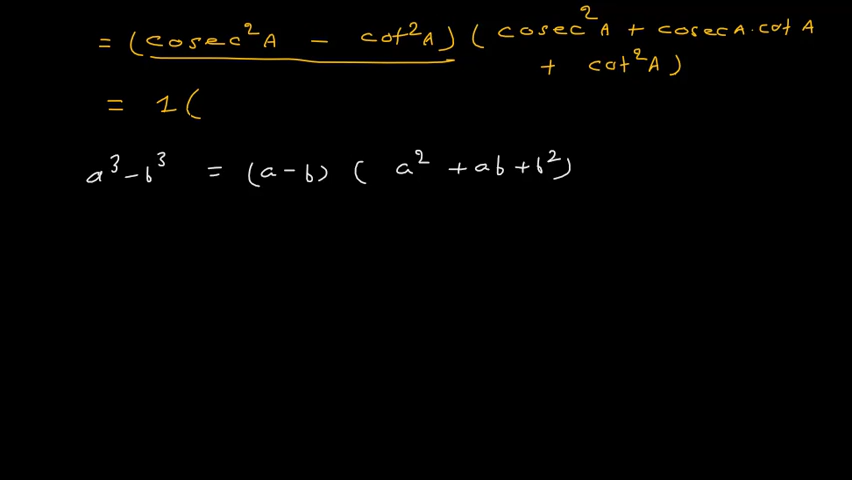 = (cosec²A - cot²A) (cosec²A + cosecA.cotA
+ cot²A)
= 1(
a³-b³ = (a-b) ( a² +ab+b²)